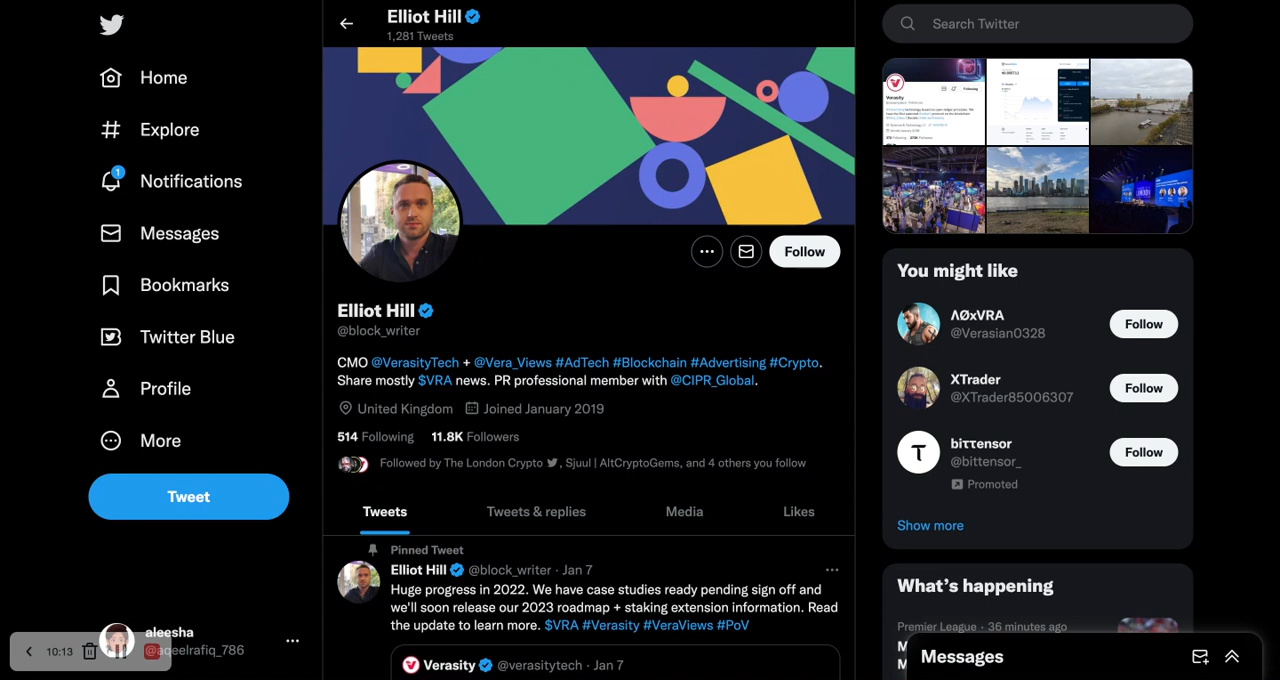 Home
Explore
1
Notifications
Messages
Bookmarks
Twitter Blue
Profile
More
Tweet
aleesha
@aqeelrafiq_786
10:13
Elliot Hill
1,281 Tweets
Follow
Elliot Hill
@block_writer
CMO @VerasityTech + @Vera_Views #AdTech #Blockchain #Advertising #Crypto.
Share mostly $VRA news. PR professional member with @CIPR_Global.
United Kingdom Joined January 2019
514 Following 11.8K Followers
Followed by The London Crypto, Sjuul | AltCryptoGems, and 4 others you follow
Tweets Tweets & replies Media Likes
Pinned Tweet
Elliot Hill @block_writer · Jan 7
Huge progress in 2022. We have case studies ready pending sign off and
we'll soon release our 2023 roadmap + staking extension information. Read
the update to learn more. $VRA #Verasity #VeraViews #PoV
Verasity @verasitytech · Jan 7
Search Twitter
Verasity
Following
You might like
ΛØxVRA
@Verasian0328
Follow
XTrader
@XTrader85006307
Follow
biττensor
@bittensor_
Follow
Promoted
Show more
What's happening
Premier League · 36 minutes ago
Messages